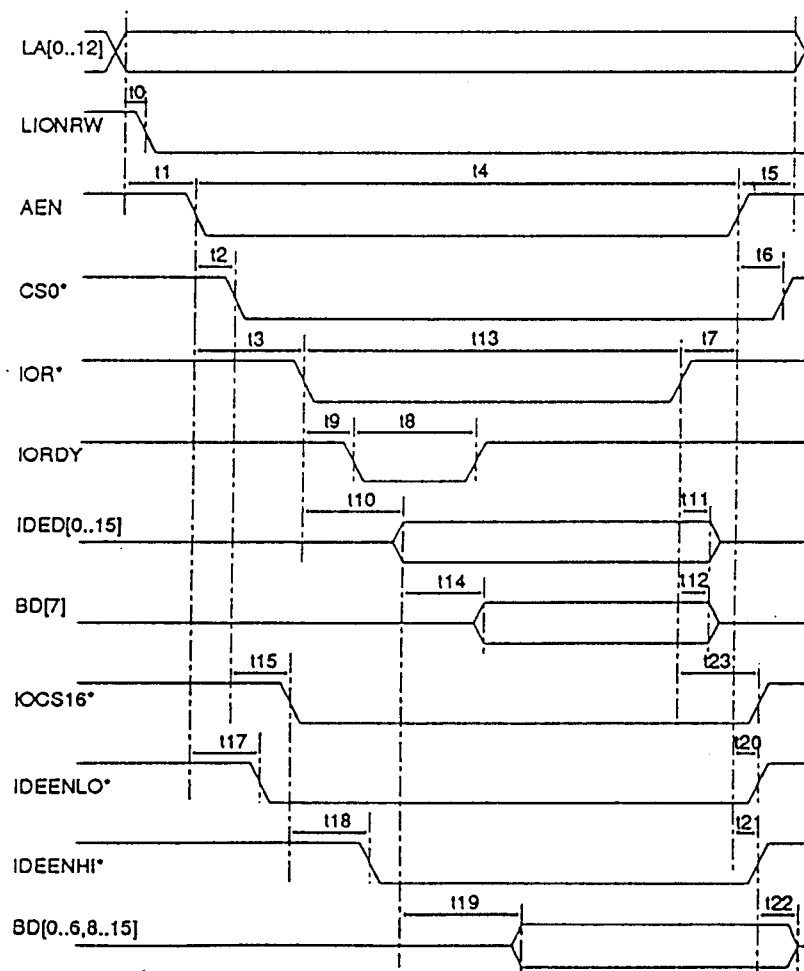 LA[0..12]
t0
LIONRW
t1 t4 t5
AEN
t2 t6
CS0*
t3 t13 t7
IOR*
t9 t8
IORDY
t10 t11
IDED[0..15]
t14 t12
BD[7]
t15 t23
IOCS16*
t17 t20
IDEENLO*
t18 t21
IDEENHI*
t19 t22
BD[0..6,8..15]